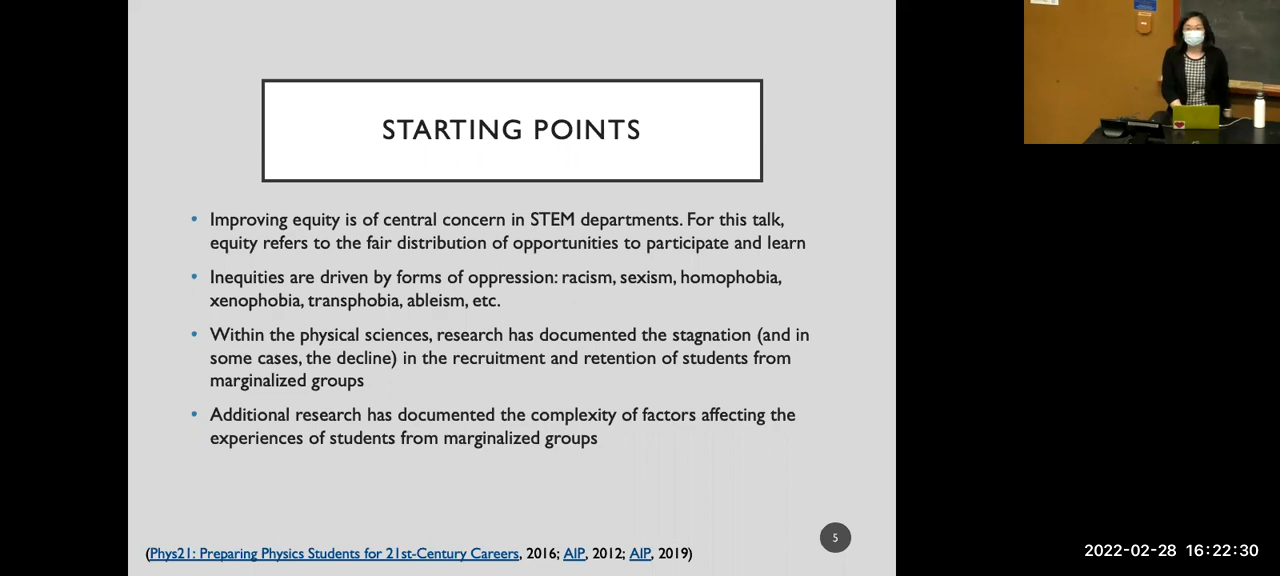 STARTING POINTS
• Improving equity is of central concern in STEM departments. For this talk,
equity refers to the fair distribution of opportunities to participate and learn
• Inequities are driven by forms of oppression: racism, sexism, homophobia,
xenophobia, transphobia, ableism, etc.
• Within the physical sciences, research has documented the stagnation (and in
some cases, the decline) in the recruitment and retention of students from
marginalized groups
• Additional research has documented the complexity of factors affecting the
experiences of students from marginalized groups
(Phys21: Preparing Physics Students for 21st-Century Careers, 2016; AIP, 2012; AIP, 2019)
5
2022-02-28 16:22:30